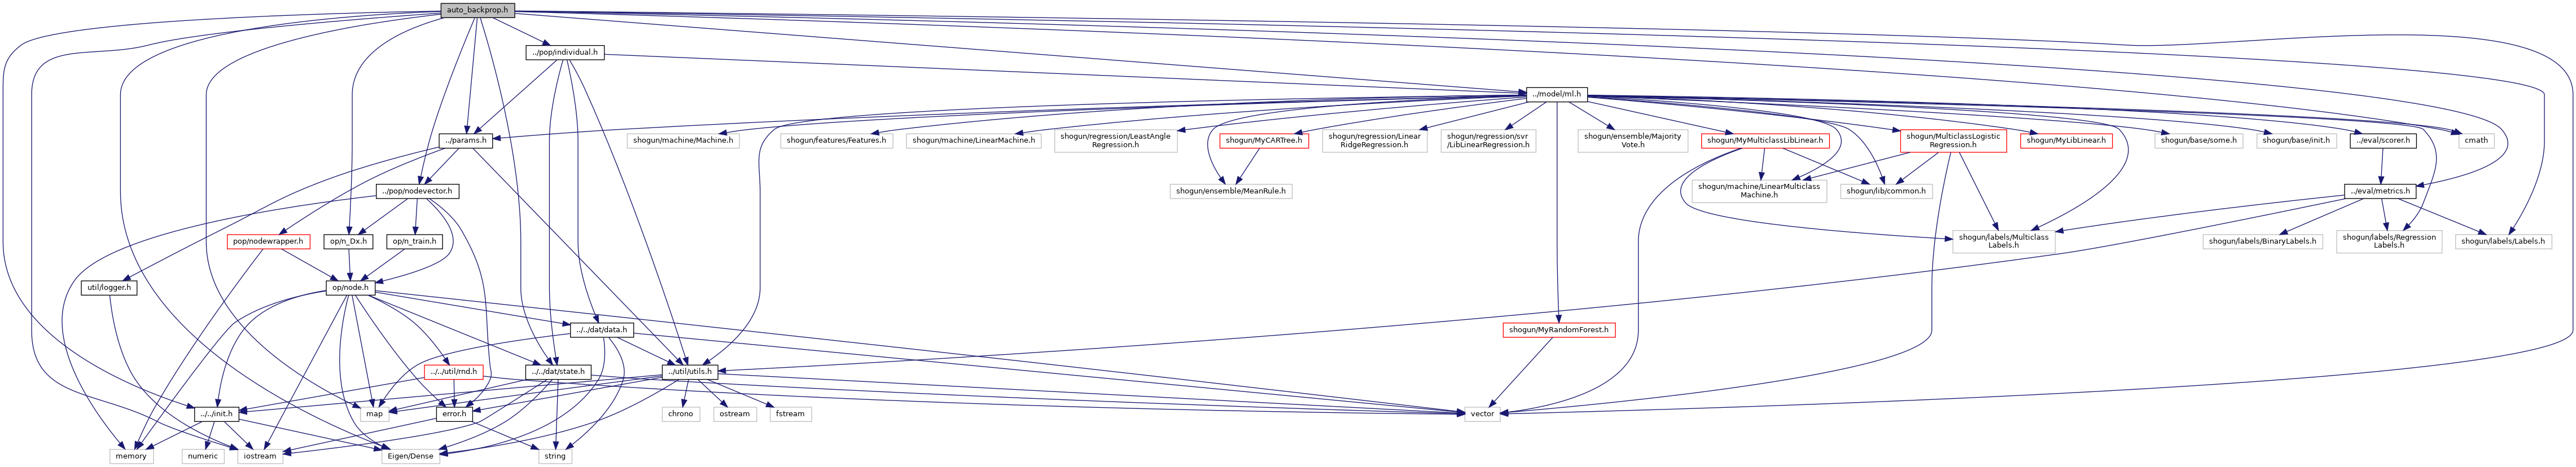 auto_backprop.h
../pop/individual.h
../model/ml.h
../params.h
shogun/machine/Machine.h
shogun/features/Features.h
shogun/machine/LinearMachine.h
shogun/regression/LeastAngle
Regression.h
shogun/MyCARTree.h
shogun/regression/Linear
RidgeRegression.h
shogun/regression/svr
/LibLinearRegression.h
shogun/ensemble/Majority
Vote.h
shogun/MyMulticlassLibLinear.h
shogun/MulticlassLogistic
Regression.h
shogun/MyLibLinear.h
shogun/base/some.h
shogun/base/init.h
../eval/scorer.h
cmath
../pop/nodevector.h
shogun/ensemble/MeanRule.h
shogun/machine/LinearMulticlass
Machine.h
shogun/lib/common.h
../eval/metrics.h
pop/nodewrapper.h
op/n_Dx.h
op/n_train.h
shogun/labels/Multiclass
Labels.h
shogun/labels/BinaryLabels.h
shogun/labels/Regression
Labels.h
shogun/labels/Labels.h
util/logger.h
op/node.h
../../dat/data.h
shogun/MyRandomForest.h
../../util/rnd.h
../../dat/state.h
../util/utils.h
../../init.h
map
error.h
chrono
ostream
fstream
vector
memory
numeric
iostream
Eigen/Dense
string